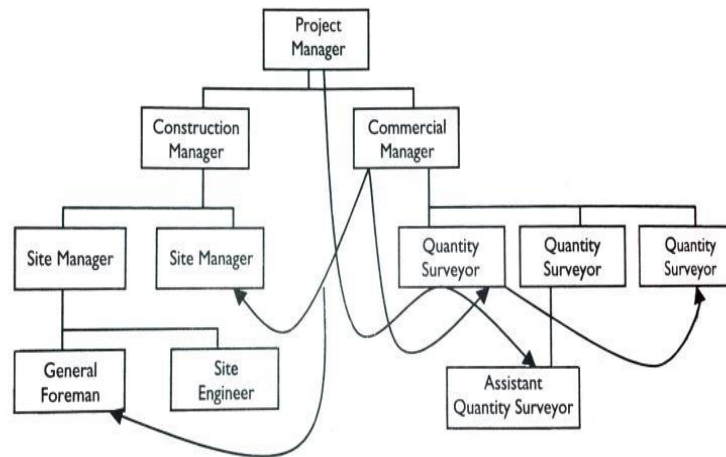 Project
Manager
Construction
Manager
Commercial
Manager
Site Manager
Site Manager
Quantity
Surveyor
Quantity
Surveyor
Quantity
Surveyor
General
Foreman
Site
Engineer
Assistant
Quantity Surveyor